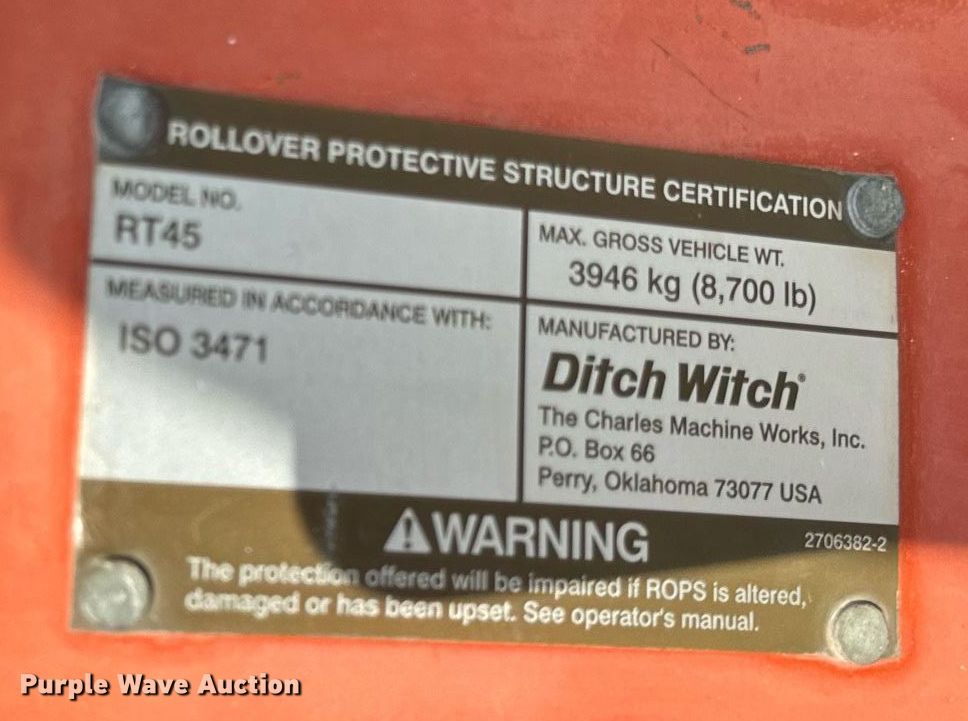 ROLLOVER PROTECTIVE STRUCTURE CERTIFICATION
MODEL NO.
RT45
MAX. GROSS VEHICLE WT.
3946 kg (8,700 lb)
MEASURED IN ACCORDANCE WITH:
ISO 3471
MANUFACTURED BY:
Ditch Witch®
The Charles Machine Works, Inc.
P.O. Box 66
Perry, Oklahoma 73077 USA
⚠WARNING
2706382-2
The protection offered will be impaired if ROPS is altered,
damaged or has been upset. See operator's manual.
Purple Wave Auction